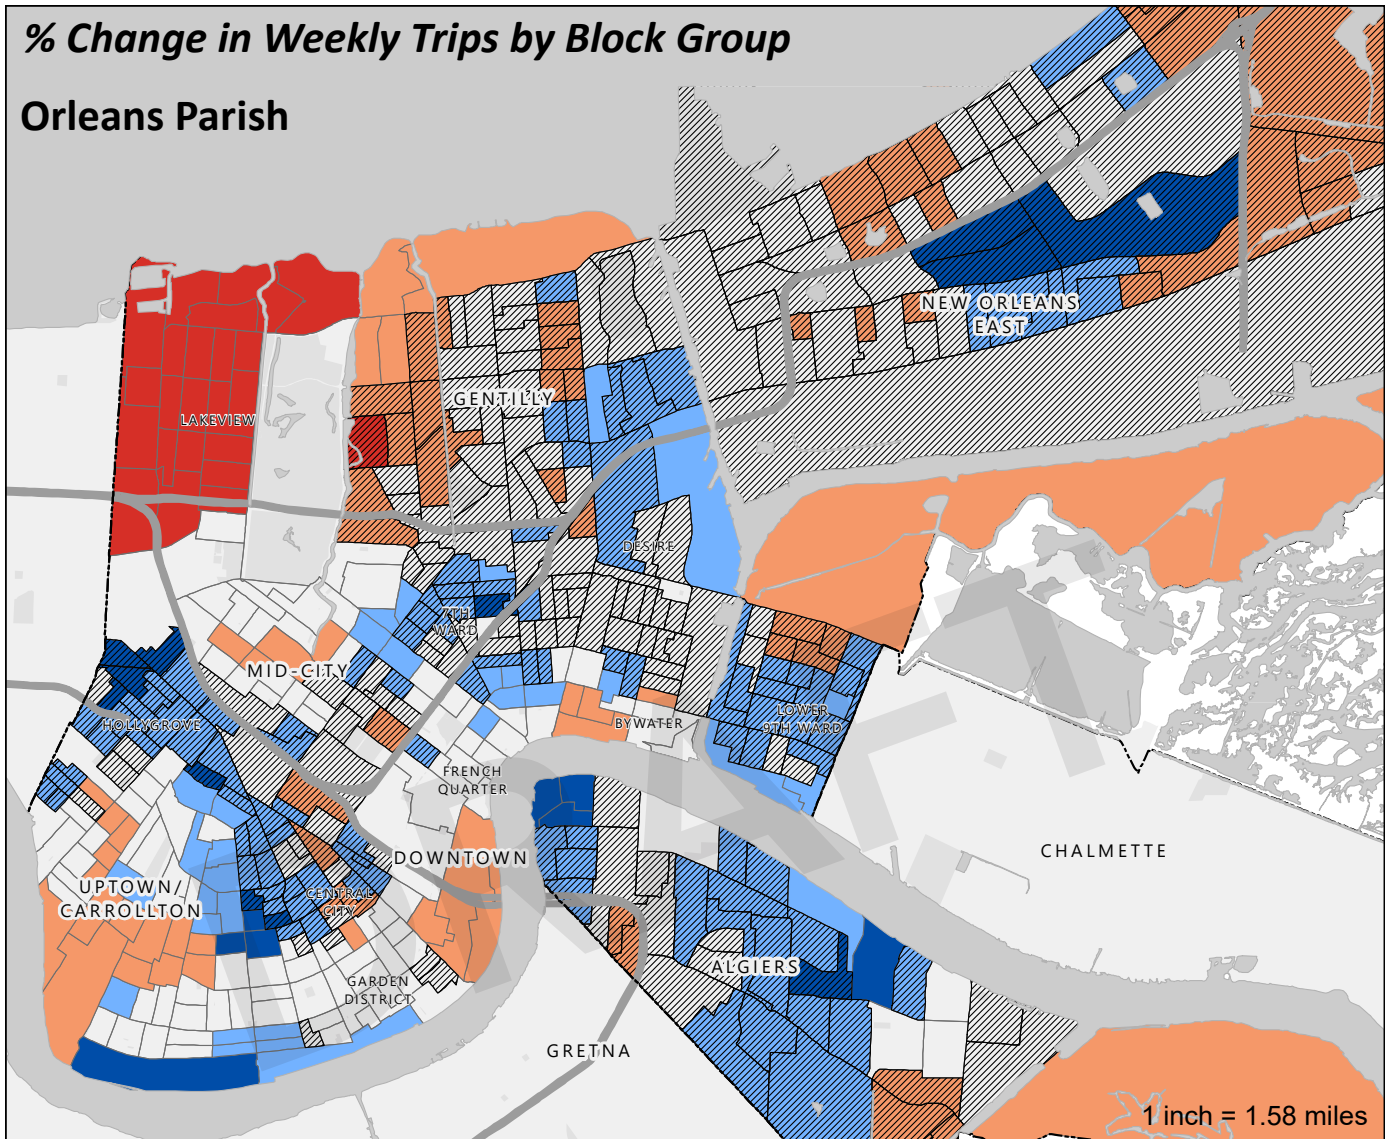 % Change in Weekly Trips by Block Group
Orleans Parish
NEW ORLEANS
EAST
GENTILLY
LAKEVIEW
DESIRE
7TH
WARD
MID-CITY
HOLLYGROVE
LOWER
9TH WARD
BYWATER
FRENCH
QUARTER
DOWNTOWN
CHALMETTE
UPTOWN/
CARROLLTON
CENTRAL
CITY
ALGIERS
GARDEN
DISTRICT
GRETNA
1 inch = 1.58 miles
DRAFT